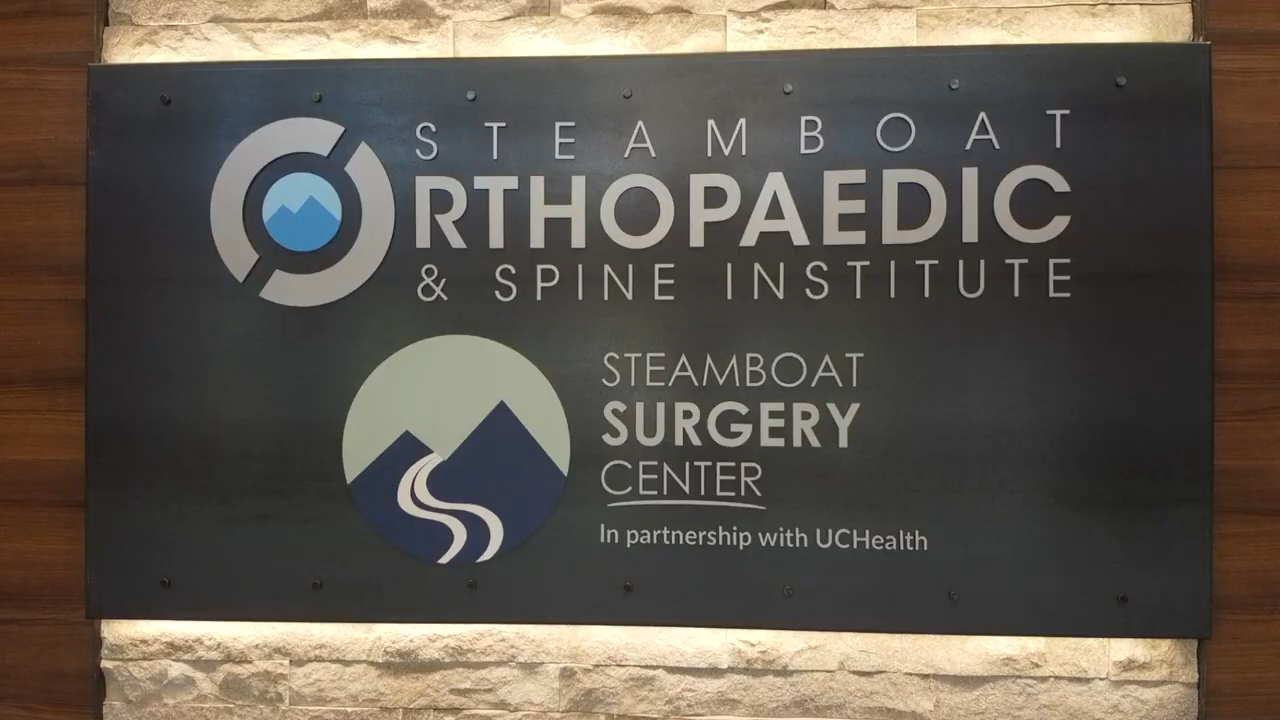 STEAMBOAT
ORTHOPAEDIC
& SPINE INSTITUTE
STEAMBOAT
SURGERY
CENTER
In partnership with UCHealth